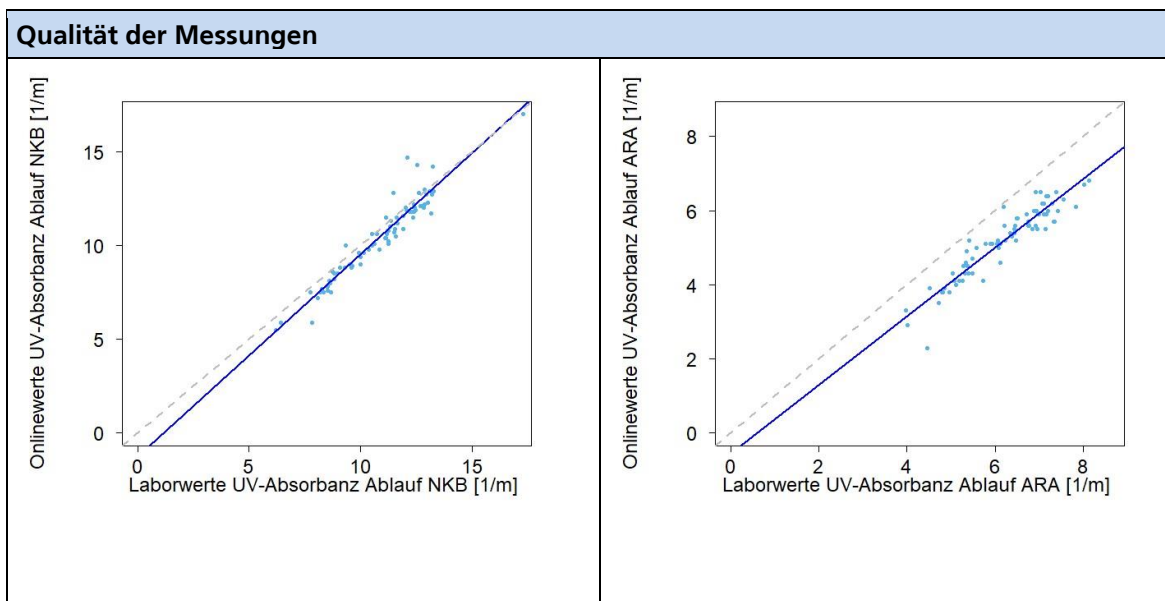 Qualität der Messungen
Onlinewerte UV-Absorbanz Ablauf NKB [1/m]
15
10
5
0
0 5 10 15
Laborwerte UV-Absorbanz Ablauf NKB [1/m]
Onlinewerte UV-Absorbanz Ablauf ARA [1/m]
8
6
4
2
0
0 2 4 6 8
Laborwerte UV-Absorbanz Ablauf ARA [1/m]